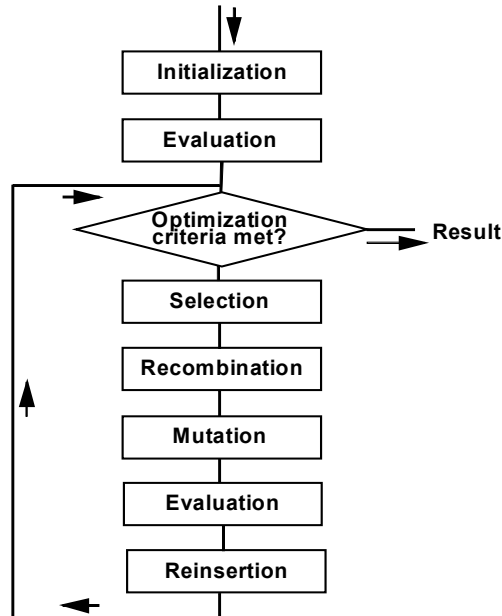 Initialization
Evaluation
Optimization
criteria met?
Result
Selection
Recombination
Mutation
Evaluation
Reinsertion